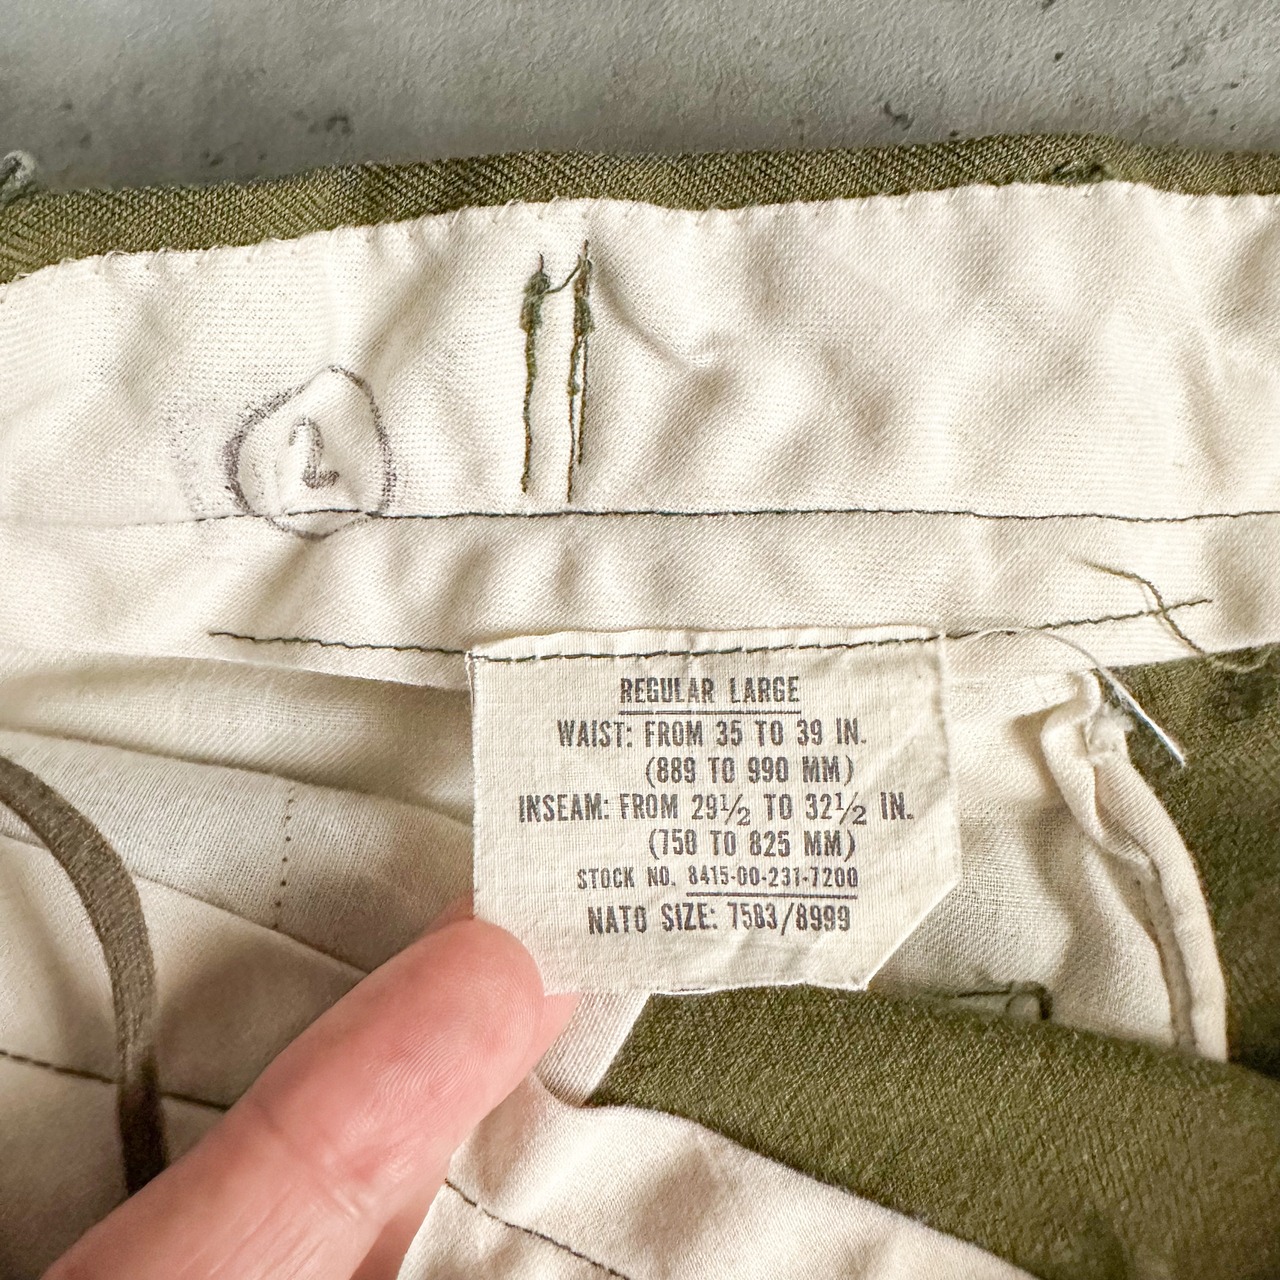 2
REGULAR LARGE
WAIST: FROM 35 TO 39 IN.
(889 TO 990 MM)
INSEAM: FROM 29½ TO 32½ IN.
(750 TO 825 MM)
STOCK NO. 8415-00-231-7200
NATO SIZE: 7583/8999